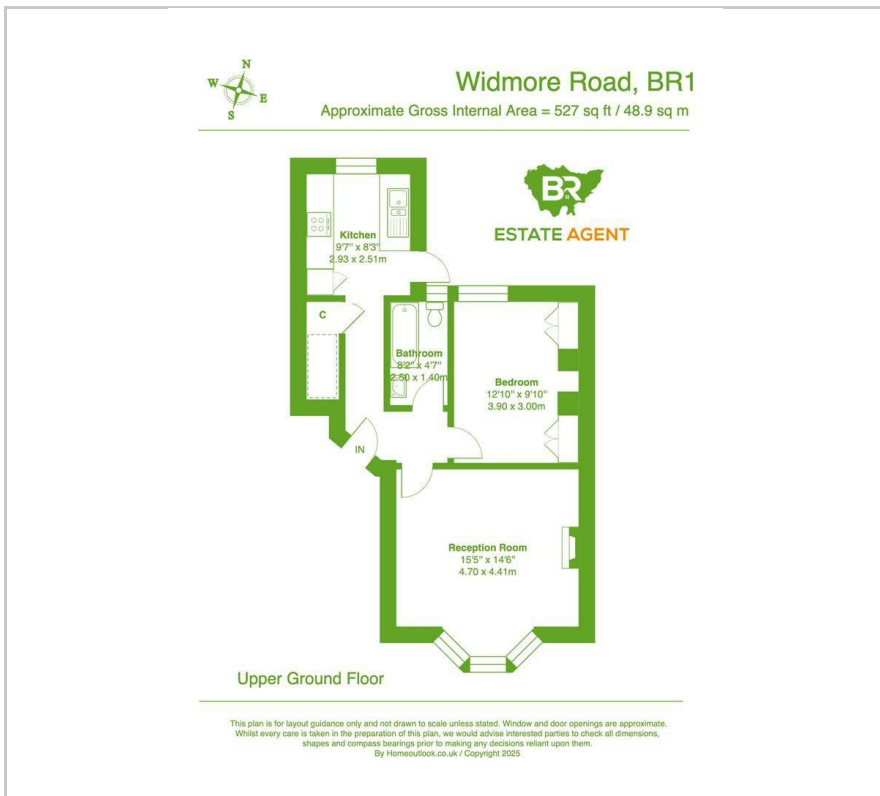 N
W
E
S
Widmore Road, BR1
Approximate Gross Internal Area = 527 sq ft / 48.9 sq m
BR
ESTATE AGENT
Kitchen
9'7" x 8'3"
2.93 x 2.51m
C
Bathroom
8'2" x 4'7"
2.50 x 1.40m
Bedroom
12'10" x 9'10"
3.90 x 3.00m
IN
Reception Room
15'5" x 14'6"
4.70 x 4.41m
Upper Ground Floor
This plan is for layout guidance only and not drawn to scale unless stated. Window and door openings are approximate.
Whilst every care is taken in the preparation of this plan, we would advise interested parties to check all dimensions,
shapes and compass bearings prior to making any decisions reliant upon them.
By Homeoutlook.co.uk / Copyright 2025